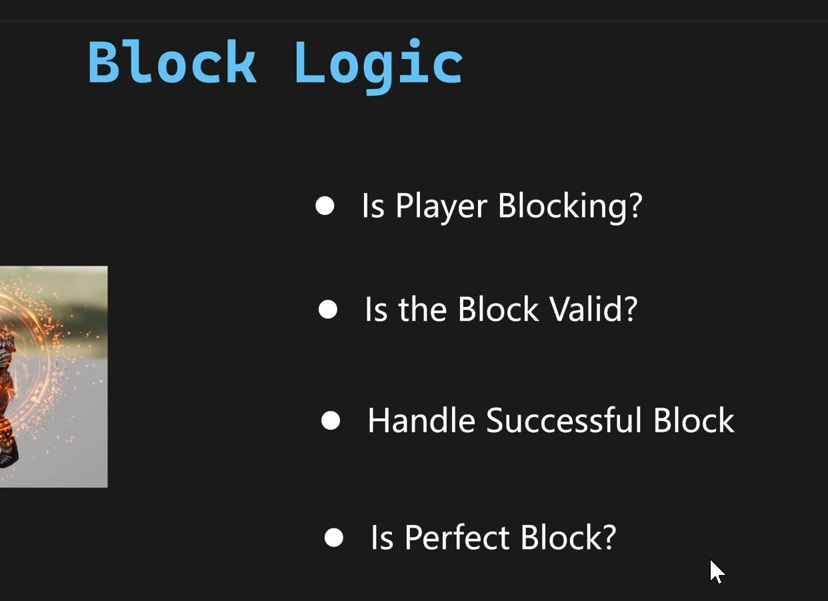 Block Logic
Is Player Blocking?
Is the Block Valid?
Handle Successful Block
Is Perfect Block?